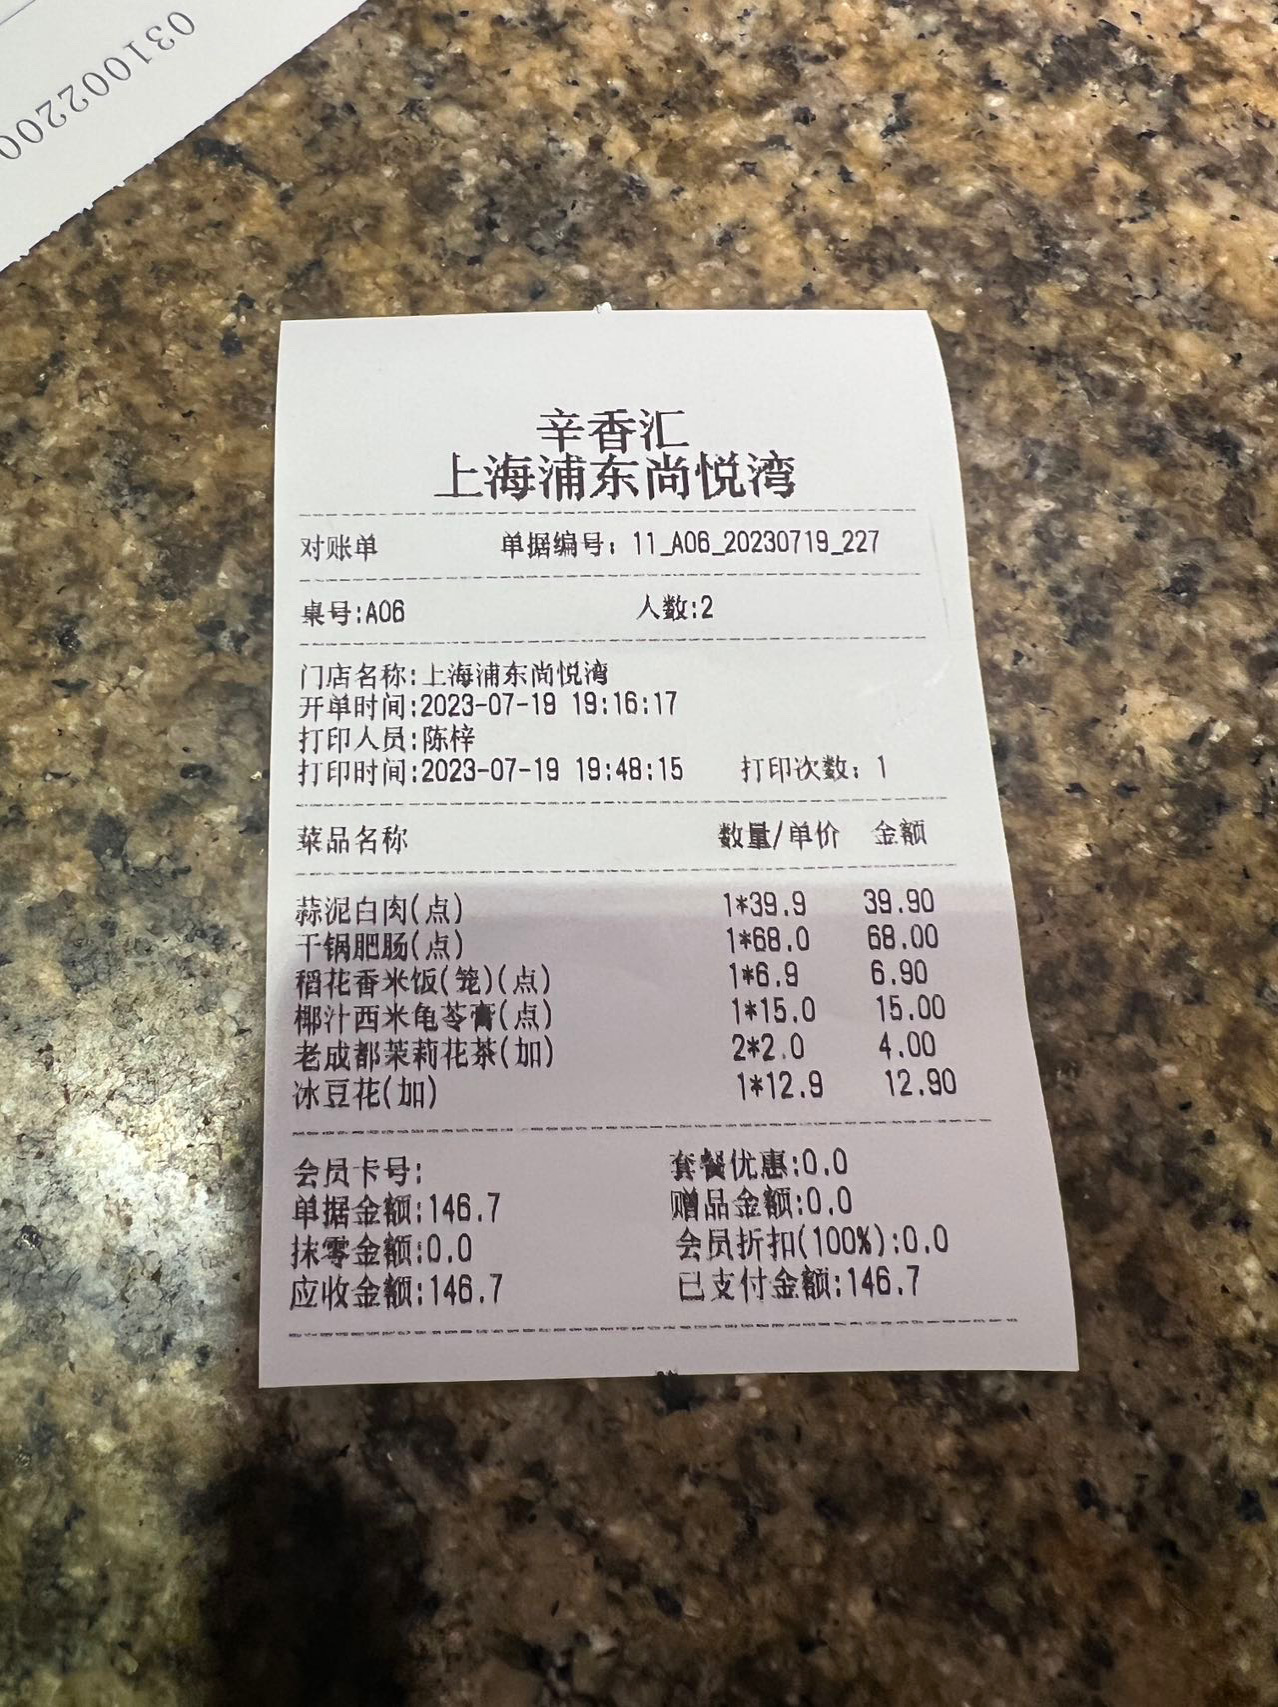 031002200
辛香汇
上海浦东尚悦湾
对账单 单据编号：11_A06_20230719_227
桌号:A06 人数:2
门店名称:上海浦东尚悦湾
开单时间:2023-07-19 19:16:17
打印人员:陈梓
打印时间:2023-07-19 19:48:15 打印次数：1
菜品名称 数量/单价 金额
蒜泥白肉(点) 1*39.9 39.90
干锅肥肠(点) 1*68.0 68.00
稻花香米饭(笼)(点) 1*6.9 6.90
椰汁西米龟苓膏(点) 1*15.0 15.00
老成都茉莉花茶(加) 2*2.0 4.00
冰豆花(加) 1*12.9 12.90
会员卡号: 套餐优惠:0.0
单据金额:146.7 赠品金额:0.0
抹零金额:0.0 会员折扣(100%):0.0
应收金额:146.7 已支付金额:146.7